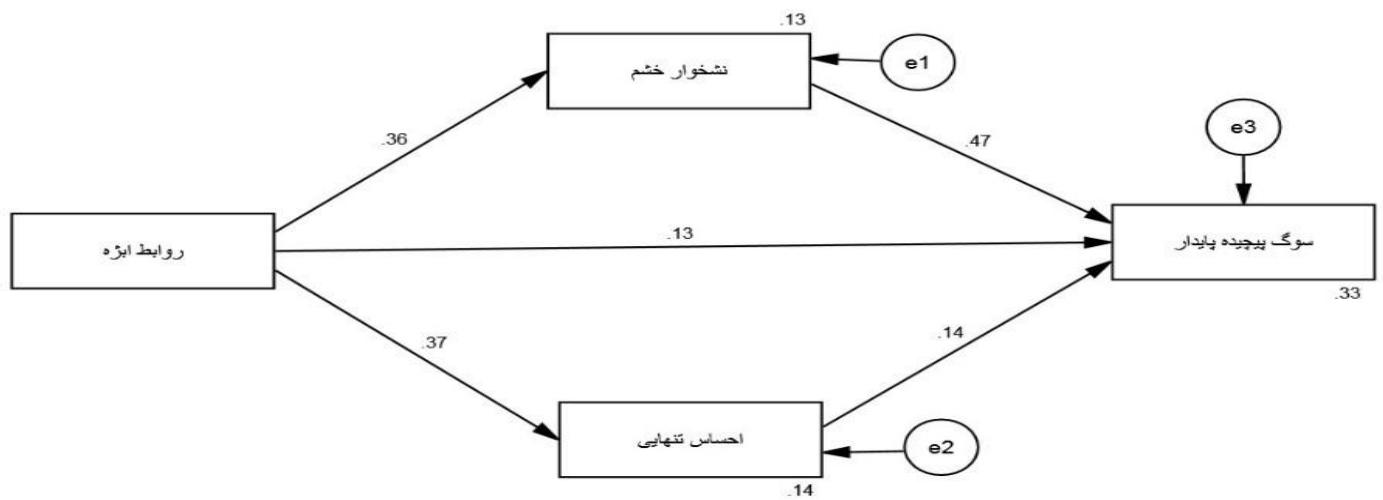 .13
نشخوار خشم
e1
.36
.47
e3
روابط ابژه
.13
سوگ پیچیده پایدار
.33
.37
.14
احساس تنهایی
e2
.14